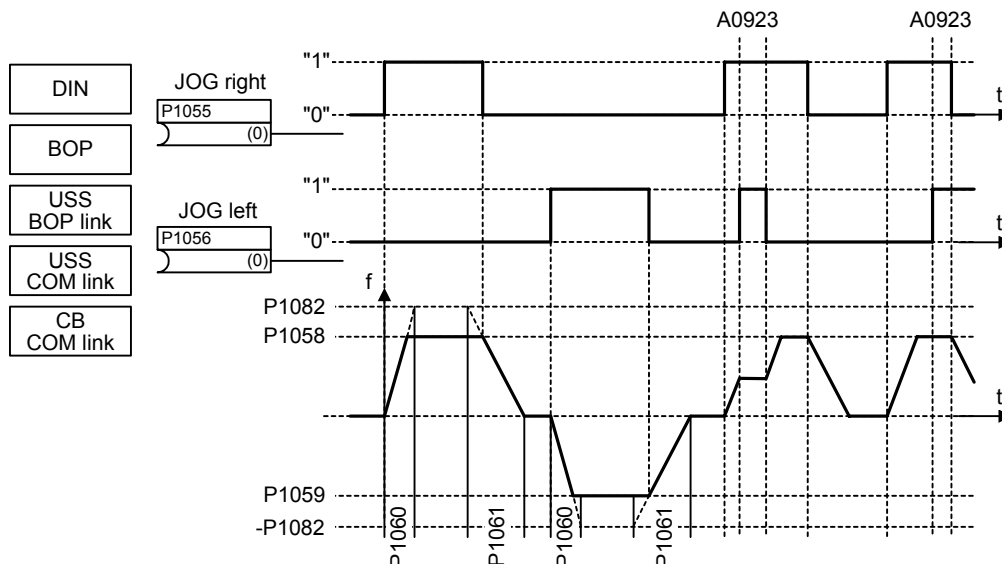 A0923 A0923
DIN
BOP
USS
BOP link
USS
COM link
CB
COM link
JOG right
P1055
(0)
"1"
"0"
t
JOG left
P1056
(0)
"1"
"0"
t
f
P1082
P1058
t
P1059
-P1082
P1060
P1061
P1060
P1061